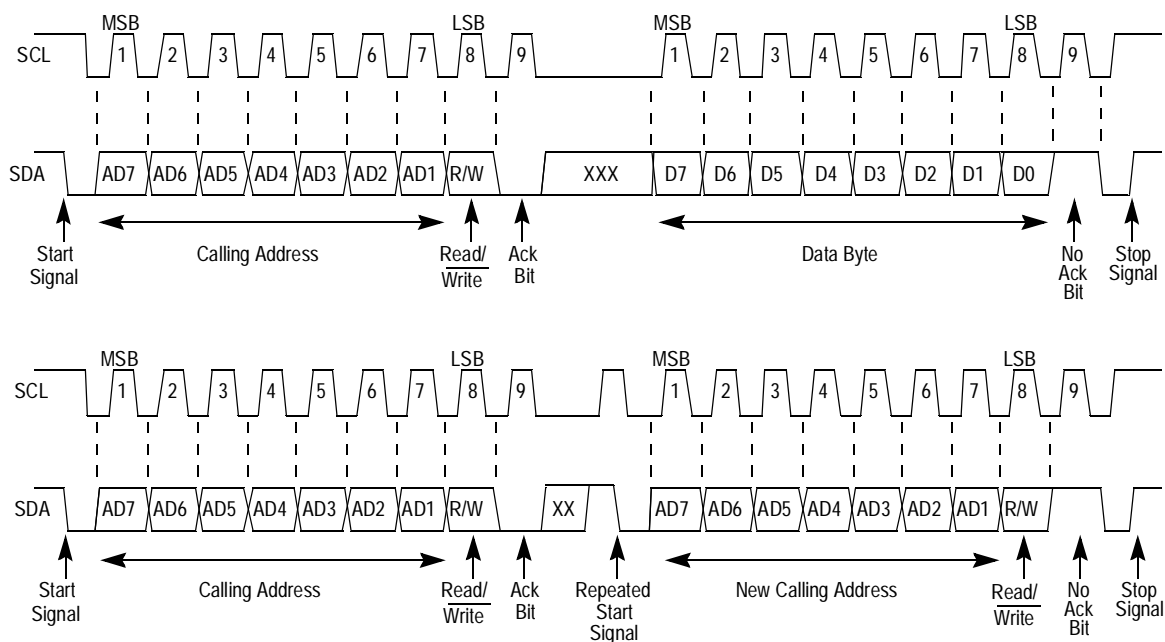 MSB LSB MSB LSB
SCL 1 2 3 4 5 6 7 8 9 1 2 3 4 5 6 7 8 9
SDA AD7 AD6 AD5 AD4 AD3 AD2 AD1 R/W XXX D7 D6 D5 D4 D3 D2 D1 D0
Start Signal
Calling Address
Read/ Write
Ack Bit
Data Byte
No Ack Bit
Stop Signal
MSB LSB MSB LSB
SCL 1 2 3 4 5 6 7 8 9 1 2 3 4 5 6 7 8 9
SDA AD7 AD6 AD5 AD4 AD3 AD2 AD1 R/W XX AD7 AD6 AD5 AD4 AD3 AD2 AD1 R/W
Start Signal
Calling Address
Read/ Write
Ack Bit
Repeated Start Signal
New Calling Address
Read/ Write
No Ack Bit
Stop Signal